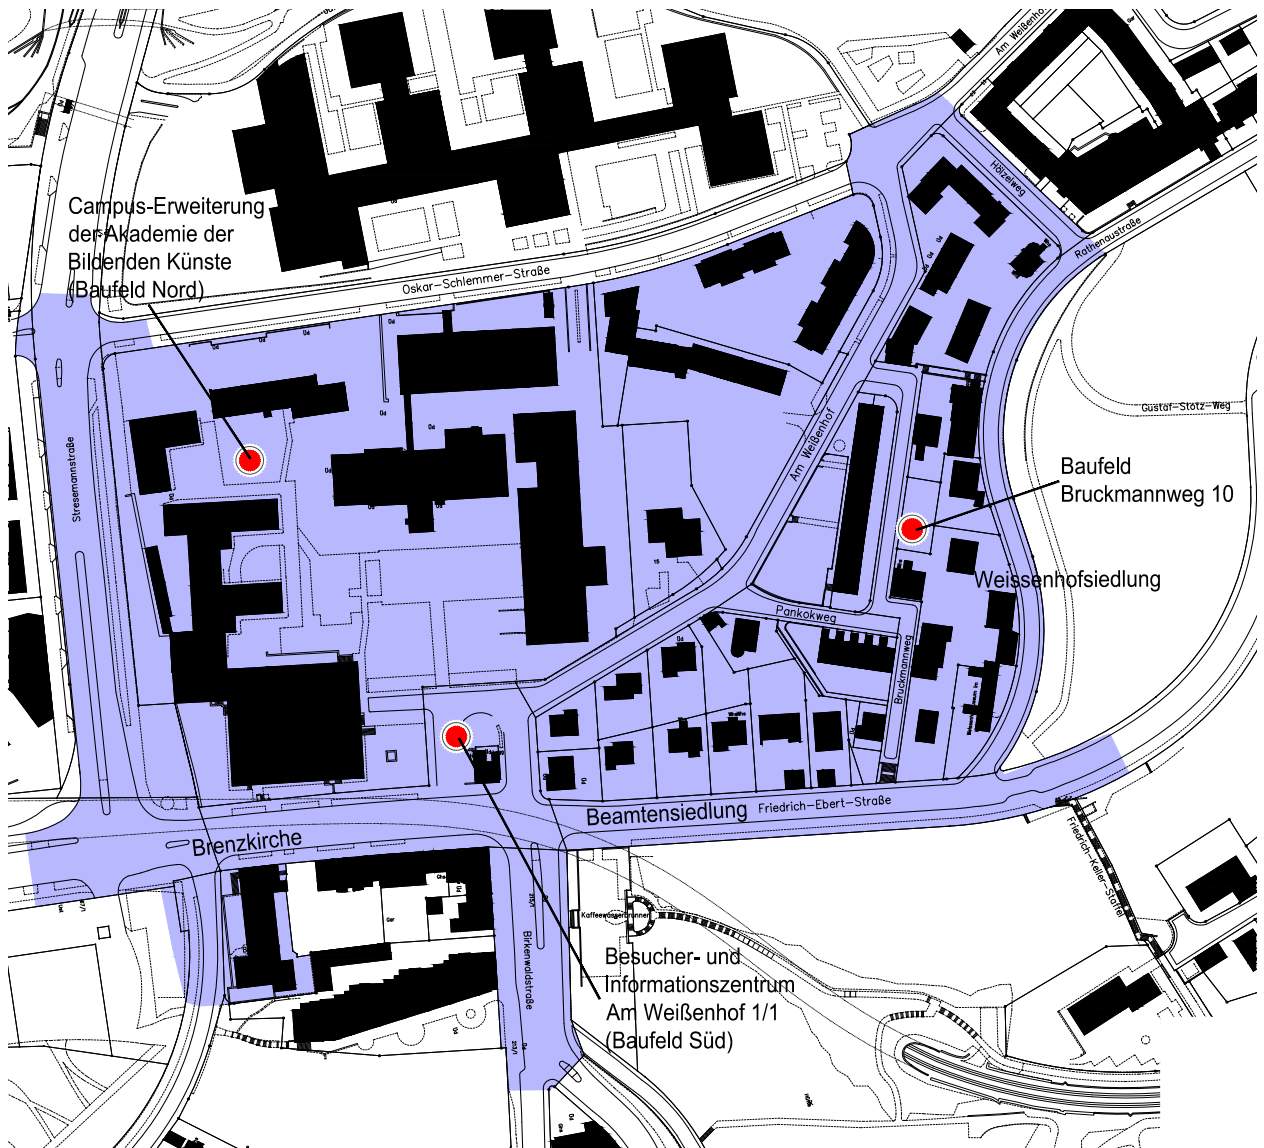 Am Weißenhof
Campus-Erweiterung
der Akademie der
Bildenden Künste
(Baufeld Nord)
Oskar-Schlemmer-Straße
Hölzelweg
Rathenaustraße
Gustaf-Stotz-Weg
Stresemannstraße
Am Weißenhof
Baufeld
Bruckmannweg 10
Weissenhofsiedlung
Pankokweg
Bruckmannweg
Beamtensiedlung
Friedrich-Ebert-Straße
Brenzkirche
Friedrich-Keller-Staffel
Kaffeewasserbrunnen
Birkenwaldstraße
Besucher- und
Informationszentrum
Am Weißenhof 1/1
(Baufeld Süd)